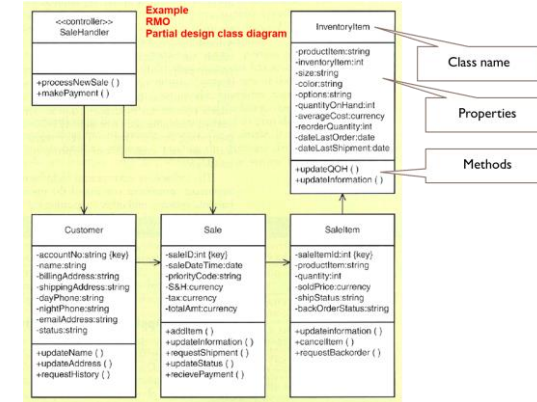 Example
RMO
Partial design class diagram
<<controller>>
SaleHandler
+processNewSale ( )
+makePayment ( )
InventoryItem
-productItem:string
-inventoryItem:int
-size:string
-color:string
-options:string
-quantityOnHand:int
-averageCost:currency
-reorderQuantity:int
-dateLastOrder:date
-dateLastShipment:date
+updateQOH ( )
+updateInformation ( )
Class name
Properties
Methods
Customer
-accountNo:string {key}
-name:string
-billingAddress:string
-shippingAddress:string
-dayPhone:string
-nightPhone:string
-emailAddress:string
-status:string
+updateName ( )
+updateAddress ( )
+requestHistory ( )
Sale
-saleID:int {key}
-saleDateTime:date
-priorityCode:string
-S&H:currency
-tax:currency
-totalAmt:currency
+addItem ( )
+updateInformation ( )
+requestShipment ( )
+updateStatus ( )
+recievePayment ( )
SaleItem
-saleItemId:int {key}
-productItem:string
-quantity:int
-soldPrice:currency
-shipStatus:string
-backOrderStatus:string
+updateinformation ( )
+cancelItem ( )
+requestBackorder ( )